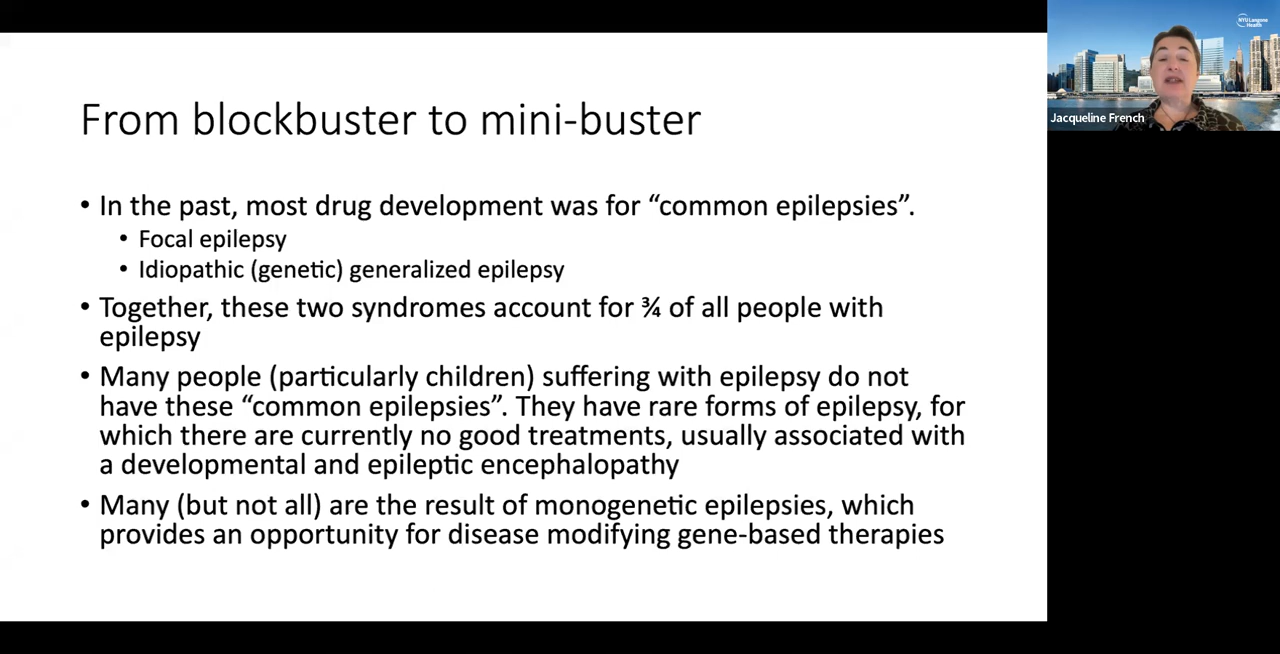 From blockbuster to mini-buster
• In the past, most drug development was for “common epilepsies”.
• Focal epilepsy
• Idiopathic (genetic) generalized epilepsy
• Together, these two syndromes account for ¾ of all people with
epilepsy
• Many people (particularly children) suffering with epilepsy do not
have these “common epilepsies”. They have rare forms of epilepsy, for
which there are currently no good treatments, usually associated with
a developmental and epileptic encephalopathy
• Many (but not all) are the result of monogenetic epilepsies, which
provides an opportunity for disease modifying gene-based therapies
NYU Langone
Health
Jacqueline French